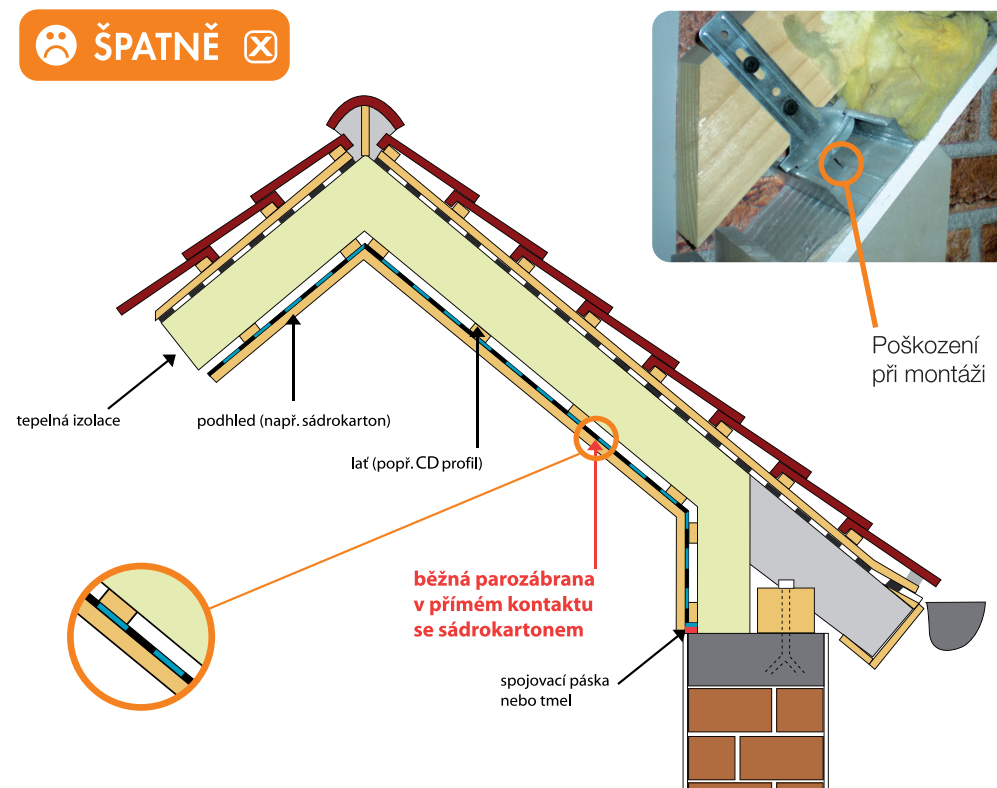 ŠPATNĚ
Poškození
při montáži
tepelná izolace
podhled (např. sádrokarton)
lať (popř. CD profil)
běžná parozábrana
v přímém kontaktu
se sádrokartonem
spojovací páska
nebo tmel